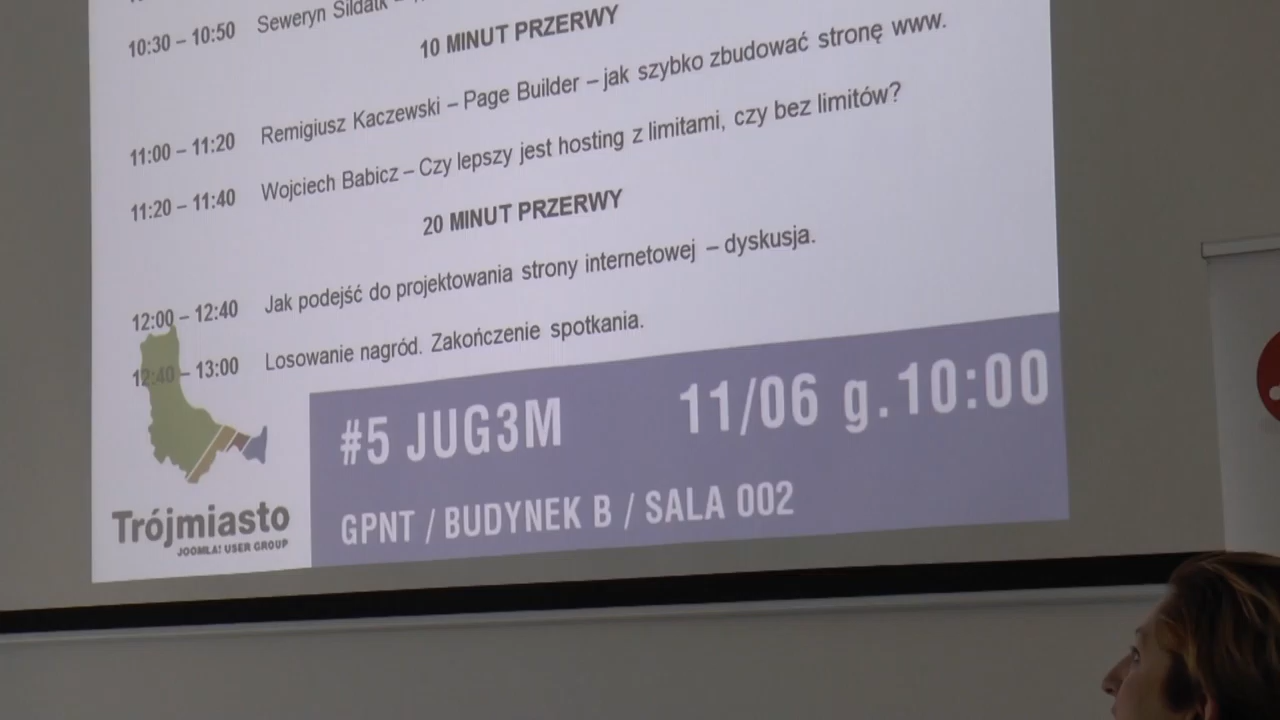 10:30 – 10:50 Seweryn
10 MINUT PRZERWY
11:00 – 11:20 Remigiusz Kaczewski – Page Builder – jak szybko zbudować stronę www.
11:20 – 11:40 Wojciech Babicz – Czy lepszy jest hosting z limitami, czy bez limitów?
20 MINUT PRZERWY
12:00 – 12:40 Jak podejść do projektowania strony internetowej – dyskusja.
12:40 – 13:00 Losowanie nagród. Zakończenie spotkania.
#5 JUG3M 11/06 g.10:00
GPNT / BUDYNEK B / SALA 002
Trójmiasto
JOOMLA! USER GROUP